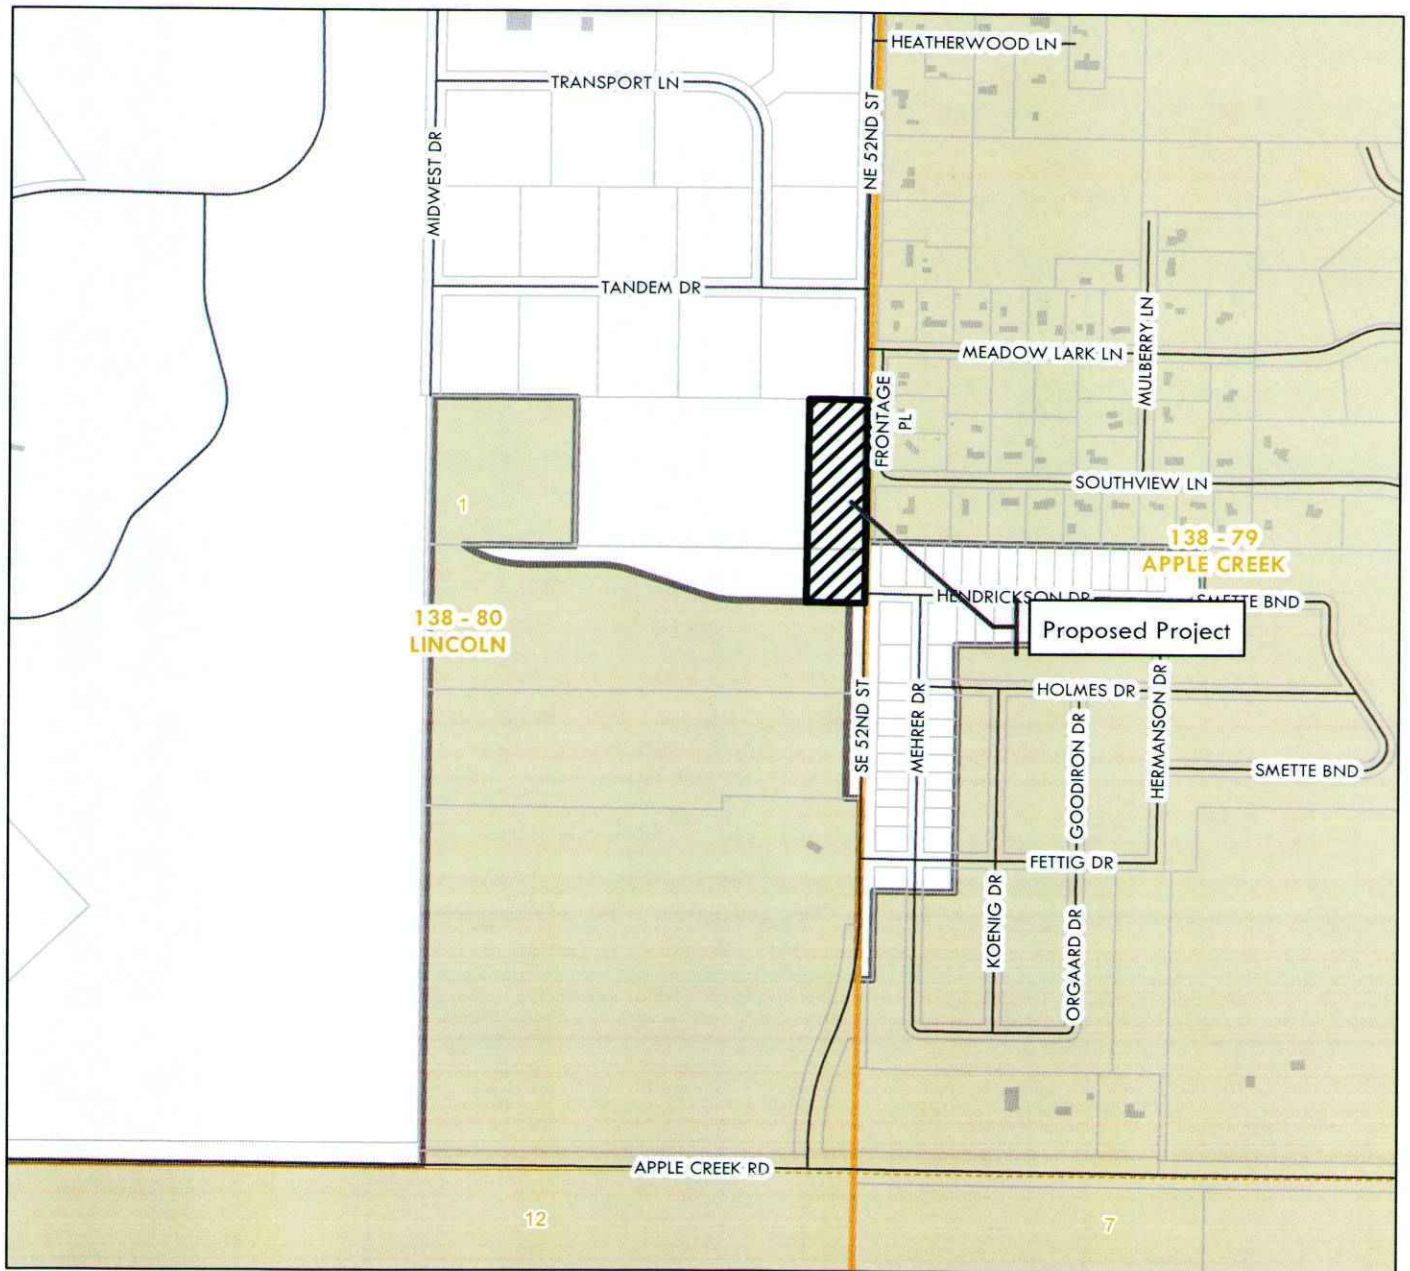 HEATHERWOOD LN
TRANSPORT LN
MIDWEST DR
NE 52ND ST
TANDEM DR
MULBERRY LN
MEADOW LARK LN
FRONTAGE
PL
SOUTHVIEW LN
1
138 - 79
APPLE CREEK
HENDRICKSON DR
SMETTE BND
138 - 80
LINCOLN
Proposed Project
SE 52ND ST
MEHRER DR
HOLMES DR
GOODIRON DR
HERMANSON DR
SMETTE BND
FETTIG DR
KOENIG DR
ORGAARD DR
APPLE CREEK RD
12
7